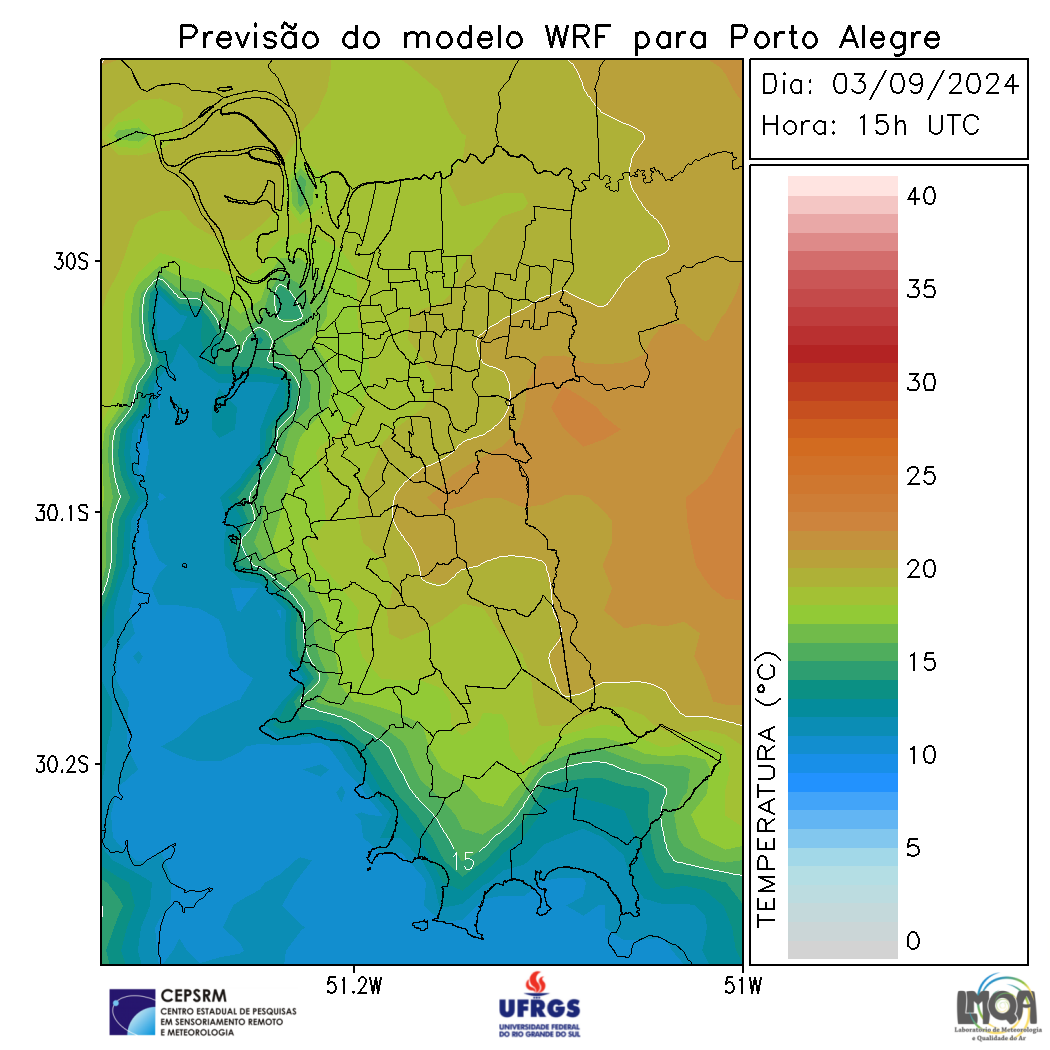 Previsão do modelo WRF para Porto Alegre
Dia: 03/09/2024
Hora: 15h UTC
40
35
30
25
20
15
10
5
0
TEMPERATURA (°C)
30S
30.1S
30.2S
15
51.2W
51W
CEPSRM
CENTRO ESTADUAL DE PESQUISAS
EM SENSORIAMENTO REMOTO
E METEOROLOGIA
UFRGS
UNIVERSIDADE FEDERAL
DO RIO GRANDE DO SUL
LMQA
Laboratório de Meteorologia
e Qualidade do Ar